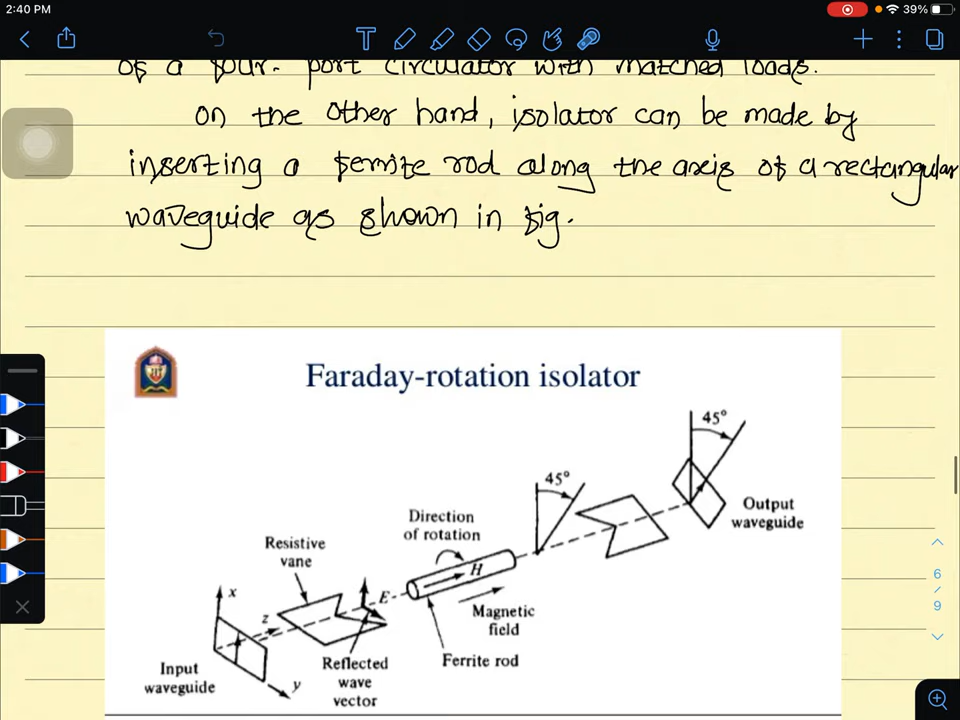 2:40 PM
39%
of a four- port circulator with matched loads.
on the other hand, isolator can be made by
inserting a ferrite rod along the axis of a rectangular
waveguide as shown in fig.
Faraday-rotation isolator
45°
45°
Output
waveguide
Direction
of rotation
H
Resistive
vane
x
z
E
Magnetic
field
Input
waveguide
y
Reflected
wave
vector
Ferrite rod
6
9